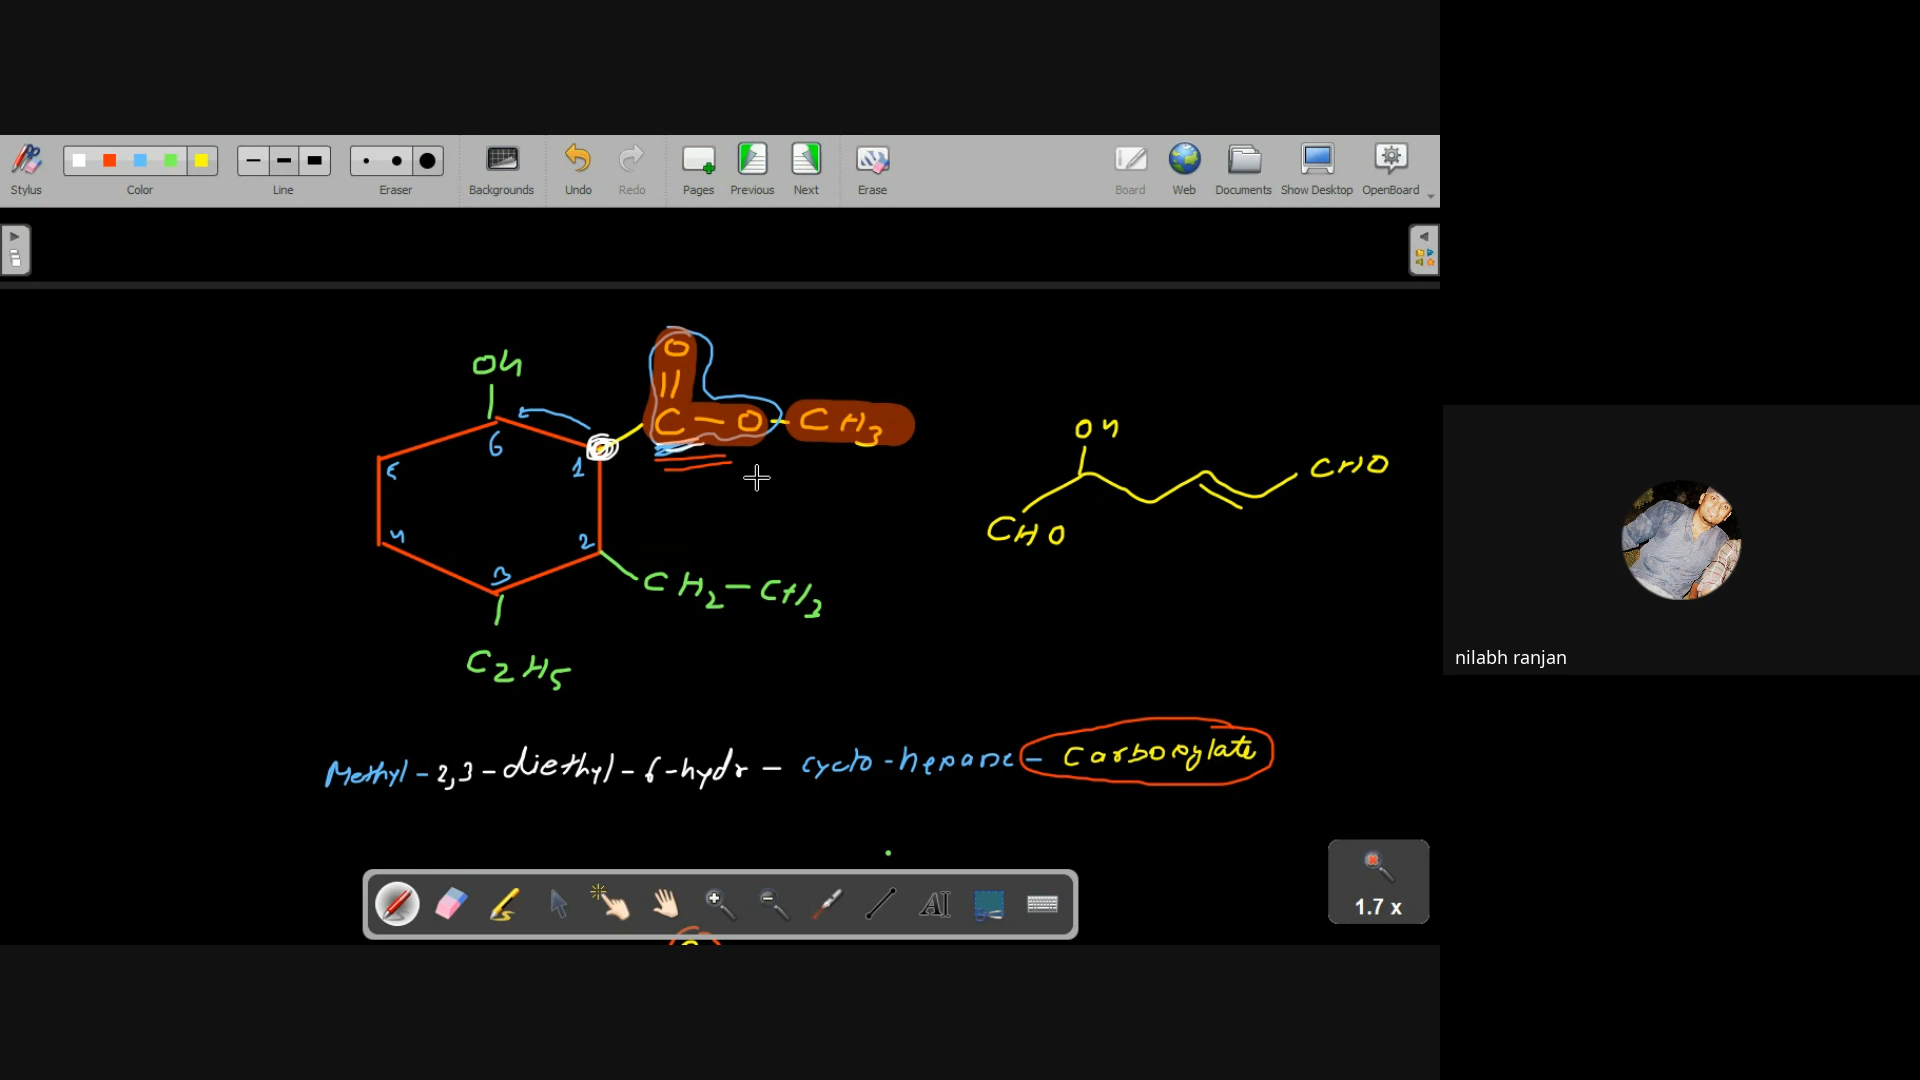 Stylus Color Line Eraser Backgrounds Undo Redo Pages Previous Next Erase Board Web Documents Show Desktop OpenBoard
OH
O
C - O - CH3
6
5
1
4
2
3
CH2 - CH3
C2H5
OH
CHO
CHO
nilabh ranjan
Methyl - 2,3 - diethyl - 6 - hydr - cyclo - hexane - Carboxylate
1.7 x
AI